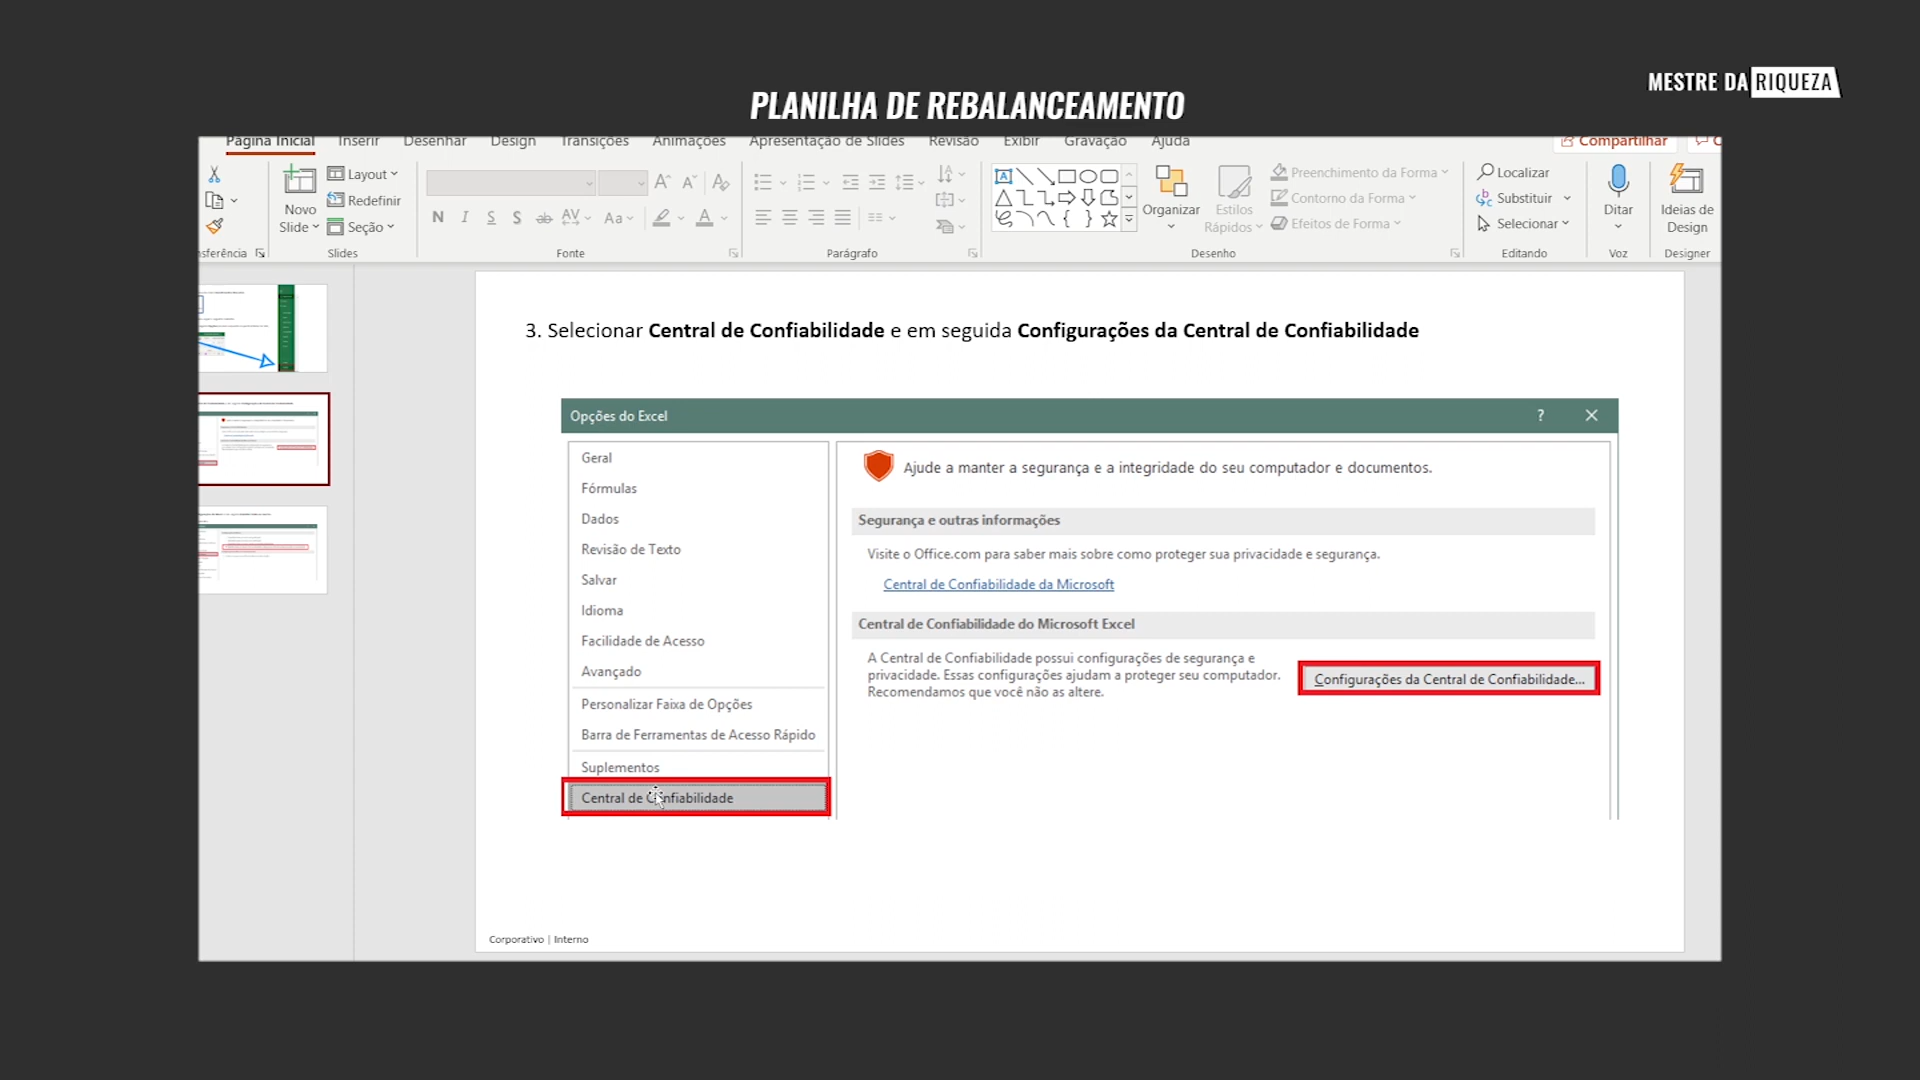 MESTRE DA RIQUEZA
PLANILHA DE REBALANCEAMENTO
Página Inicial Inserir Desenhar Design Transições Animações Apresentação de Slides Revisão Exibir Gravação Ajuda Compartilhar
Novo Slide
Layout
Redefinir
Seção
N I S S ab AV Aa A
Organizar
Estilos Rápidos
Preenchimento da Forma
Contorno da Forma
Efeitos de Forma
Localizar
Substituir
Selecionar
Ditar
Ideias de Design
sferência Slides Fonte Parágrafo Desenho Editando Voz Designer
3. Selecionar Central de Confiabilidade e em seguida Configurações da Central de Confiabilidade
Opções do Excel ?
Geral
Fórmulas
Dados
Revisão de Texto
Salvar
Idioma
Facilidade de Acesso
Avançado
Personalizar Faixa de Opções
Barra de Ferramentas de Acesso Rápido
Suplementos
Central de Confiabilidade
Ajude a manter a segurança e a integridade do seu computador e documentos.
Segurança e outras informações
Visite o Office.com para saber mais sobre como proteger sua privacidade e segurança.
Central de Confiabilidade da Microsoft
Central de Confiabilidade do Microsoft Excel
A Central de Confiabilidade possui configurações de segurança e
privacidade. Essas configurações ajudam a proteger seu computador.
Recomendamos que você não as altere.
Configurações da Central de Confiabilidade...
Corporativo | Interno